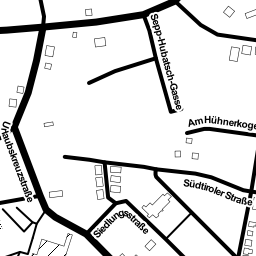 Sepp-Hubatsch-Gasse
Am Hühnerkoge
Urlaubskreuzstraße
Südtiroler Straße
Siedlungsstraße